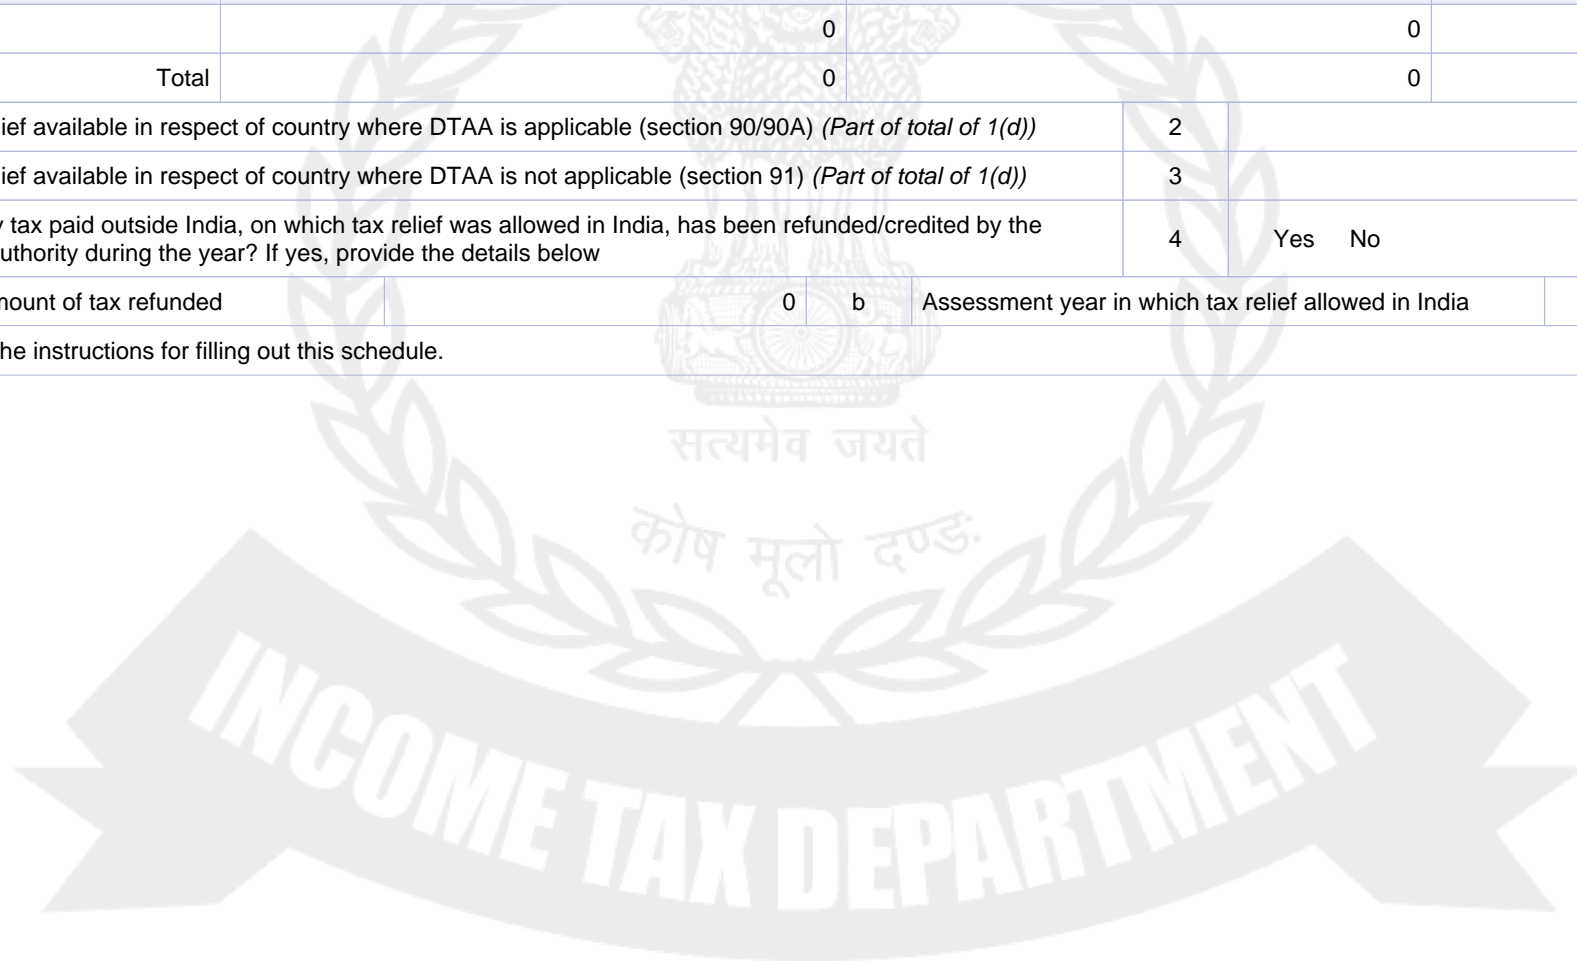 0 0
Total 0 0
ief available in respect of country where DTAA is applicable (section 90/90A) (Part of total of 1(d)) 2
ief available in respect of country where DTAA is not applicable (section 91) (Part of total of 1(d)) 3
y tax paid outside India, on which tax relief was allowed in India, has been refunded/credited by the
uthority during the year? If yes, provide the details below 4 Yes No
mount of tax refunded 0 b Assessment year in which tax relief allowed in India
he instructions for filling out this schedule.
सत्यमेव जयते
कोष मूलो दण्डः
INCOME TAX DEPARTMENT